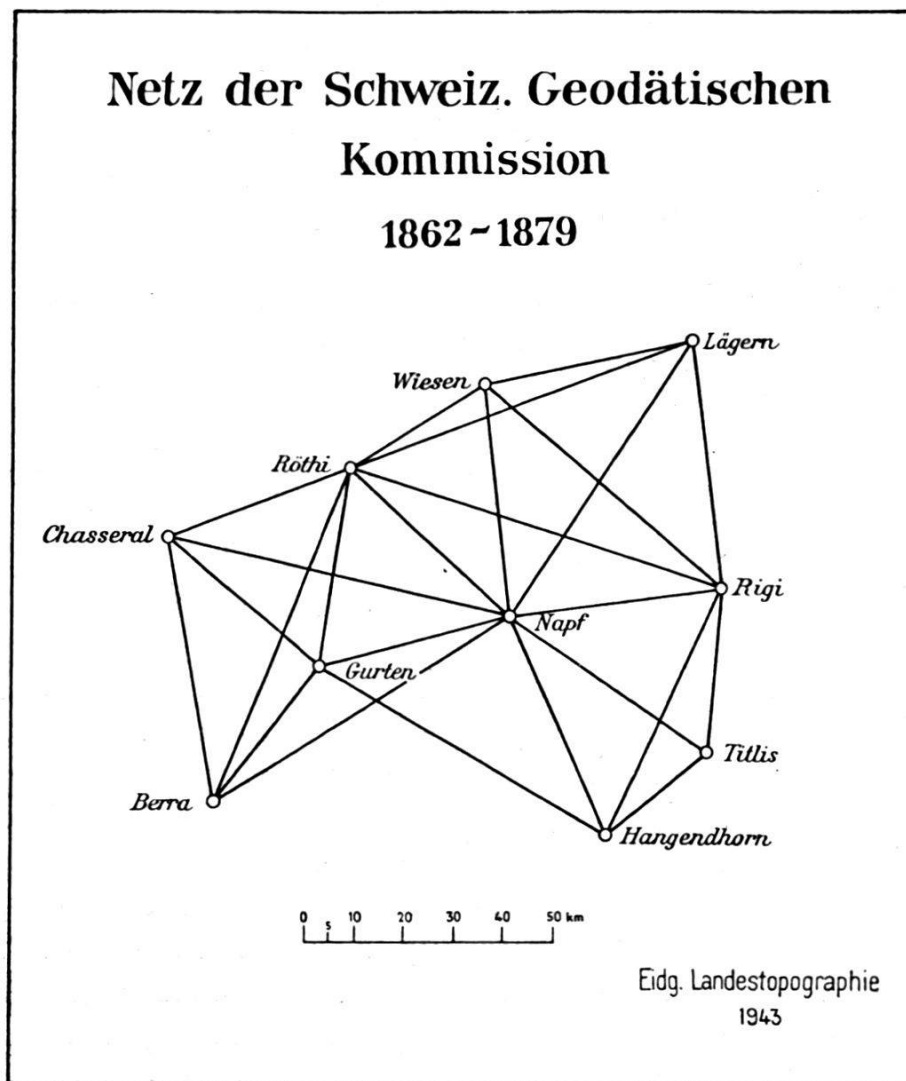 Netz der Schweiz. Geodätischen
Kommission
1862-1879
Lägern
Wiesen
Röthi
Chasseral
Rigi
Napf
Gurten
Titlis
Berra
Hangendhorn
0 5 10 20 30 40 50 km
Eidg. Landestopographie
1943